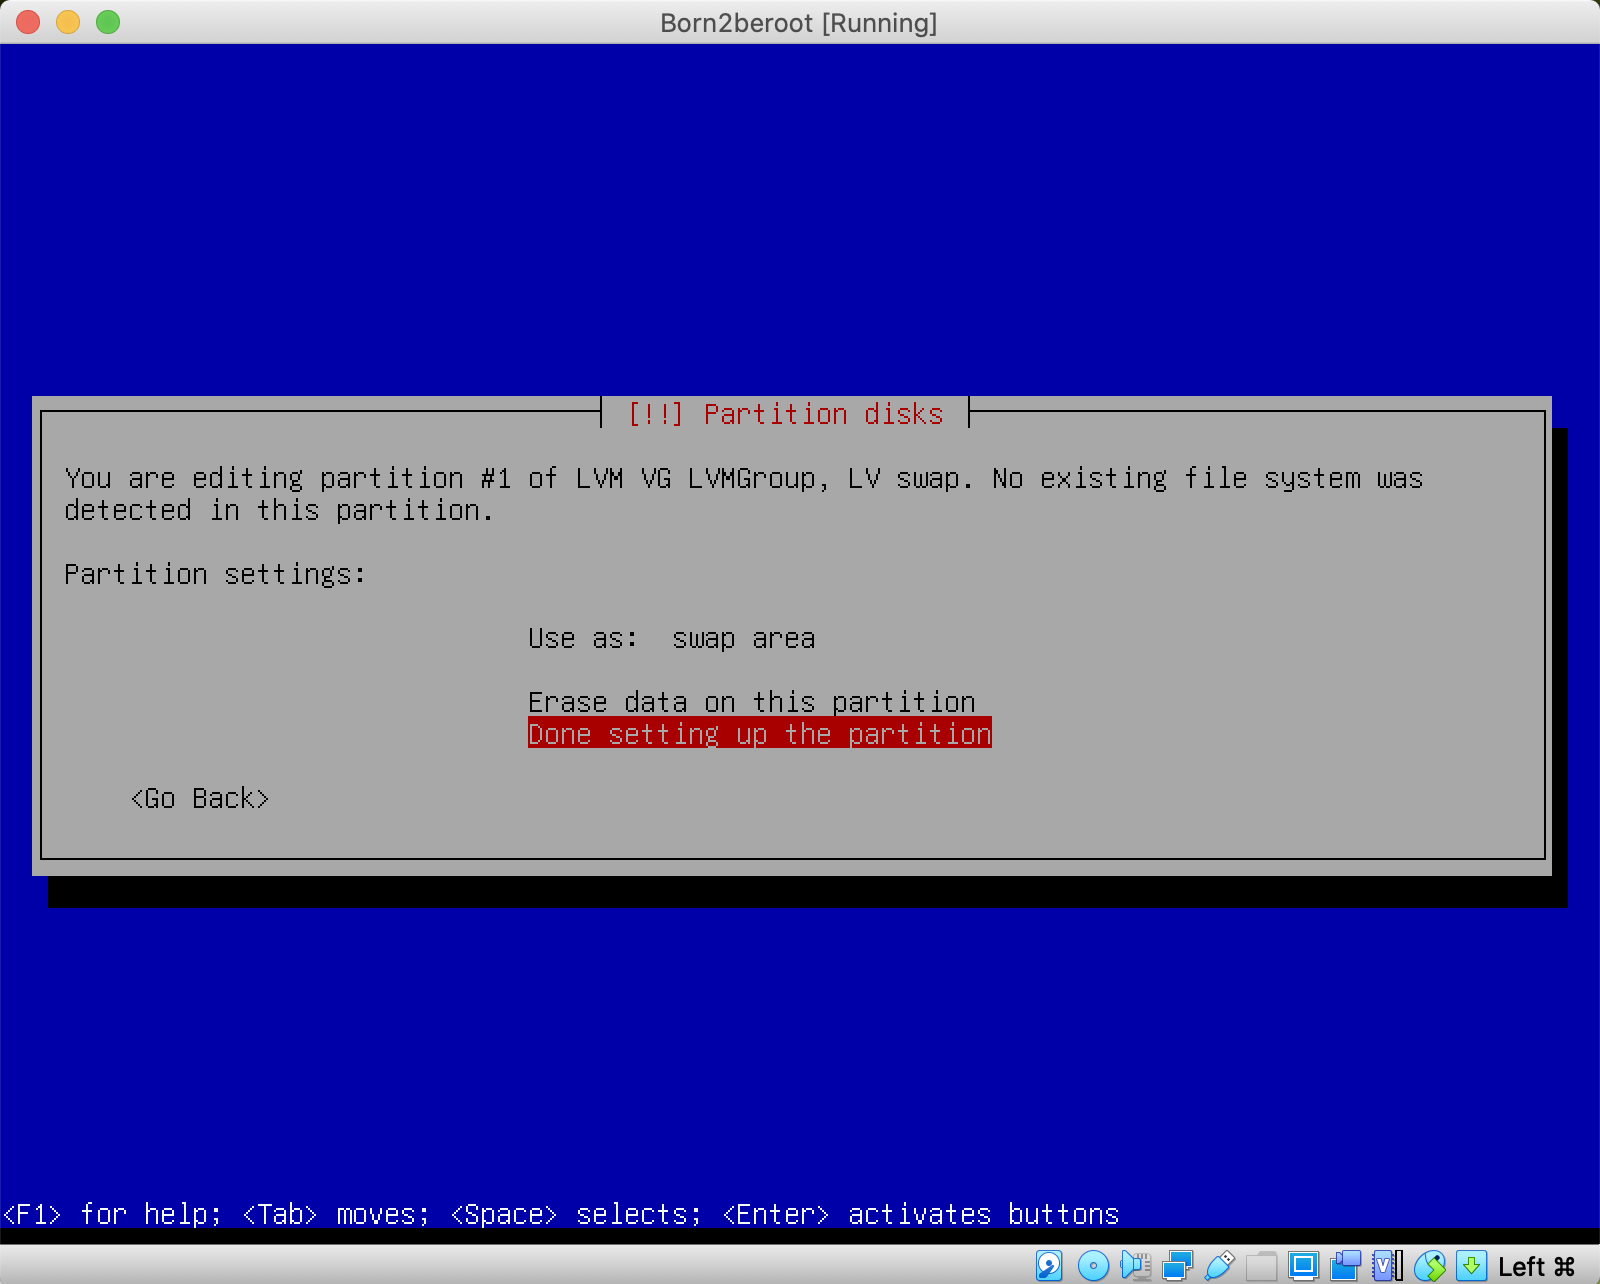 Born2beroot [Running]
[!!] Partition disks
You are editing partition #1 of LVM VG LVMGroup, LV swap. No existing file system was
detected in this partition.
Partition settings:
Use as:  swap area
Erase data on this partition
Done setting up the partition
<Go Back>
<F1> for help; <Tab> moves; <Space> selects; <Enter> activates buttons
Left ⌘